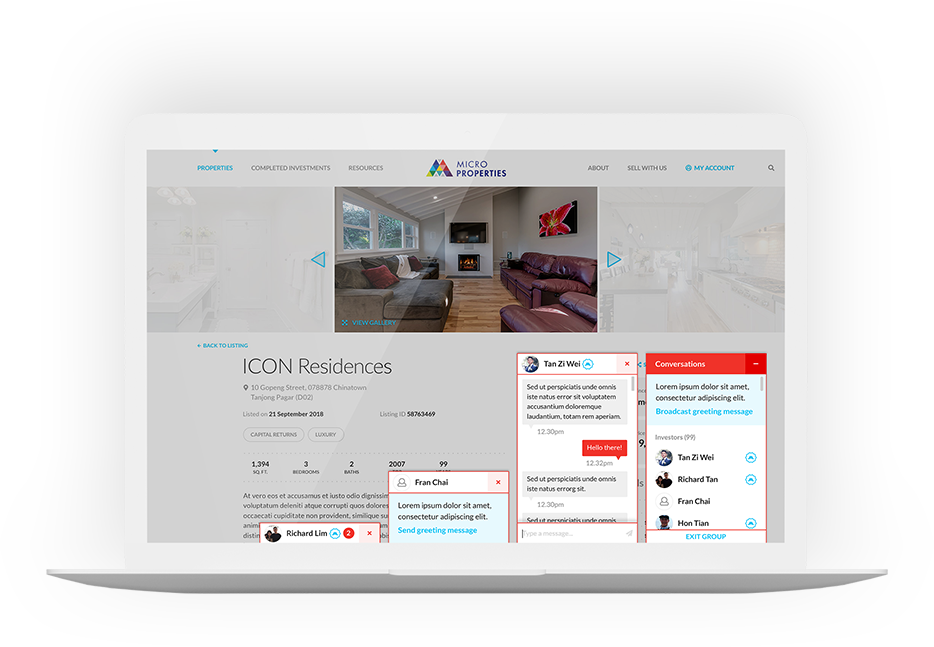 PROPERTIES
COMPLETED INVESTMENTS
RESOURCES
MICRO
PROPERTIES
ABOUT
SELL WITH US
MY ACCOUNT
VIEW GALLERY
BACK TO LISTING
ICON Residences
10 Gopeng Street, 078878 Chinatown
Tanjong Pagar (D02)
Listed on 21 September 2018
Listing ID 58763469
CAPITAL RETURNS
LUXURY
1,394
SQ. FT.
3
BEDROOMS
2
BATHS
2007
99
At vero eos et accusamus et iusto odio dignissim
voluptatum deleniti atque corrupti quos dolores
occaecati cupiditate non provident, similique su
anim
distin
Richard Lim
2
Fran Chai
Lorem ipsum dolor sit amet,
consectetur adipiscing elit.
Send greeting message
Tan Zi Wei
Sed ut perspiciatis unde omnis
iste natus error sit voluptatem
accusantium doloremque
laudantium, totam rem aperiam.
12.30pm
Hello there!
12.32pm
Sed ut perspiciatis unde omnis
iste natus errorg sit.
12.30pm
Sed ut perspiciatis unde omnis
Type a message...
Conversations
Lorem ipsum dolor sit amet,
consectetur adipiscing elit.
Broadcast greeting message
Investors (99)
Tan Zi Wei
Richard Tan
Fran Chai
Hon Tian
EXIT GROUP